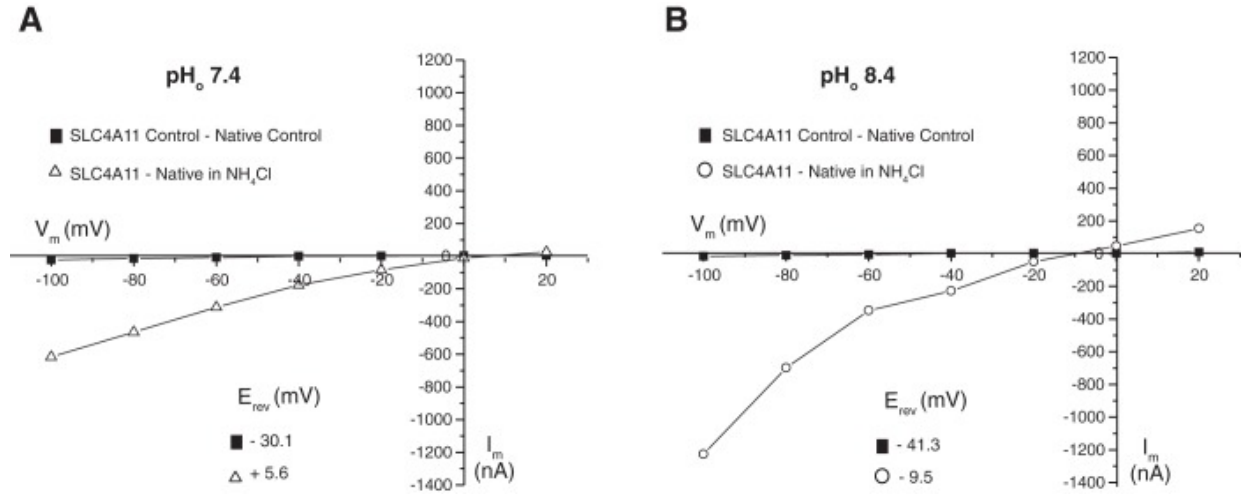 A
pHₒ 7.4
SLC4A11 Control - Native Control
SLC4A11 - Native in NH₄Cl
Vₘ (mV)
1200
1000
800
600
400
200
0
-200
-400
-600
-800
-1000
-1200
-1400
-100
-80
-60
-40
-20
20
Iₘ
(nA)
E_rev (mV)
- 30.1
+ 5.6
B
pHₒ 8.4
SLC4A11 Control - Native Control
SLC4A11 - Native in NH₄Cl
Vₘ (mV)
1200
1000
800
600
400
200
0
-200
-400
-600
-800
-1000
-1200
-1400
-100
-80
-60
-40
-20
20
Iₘ
(nA)
E_rev (mV)
- 41.3
- 9.5